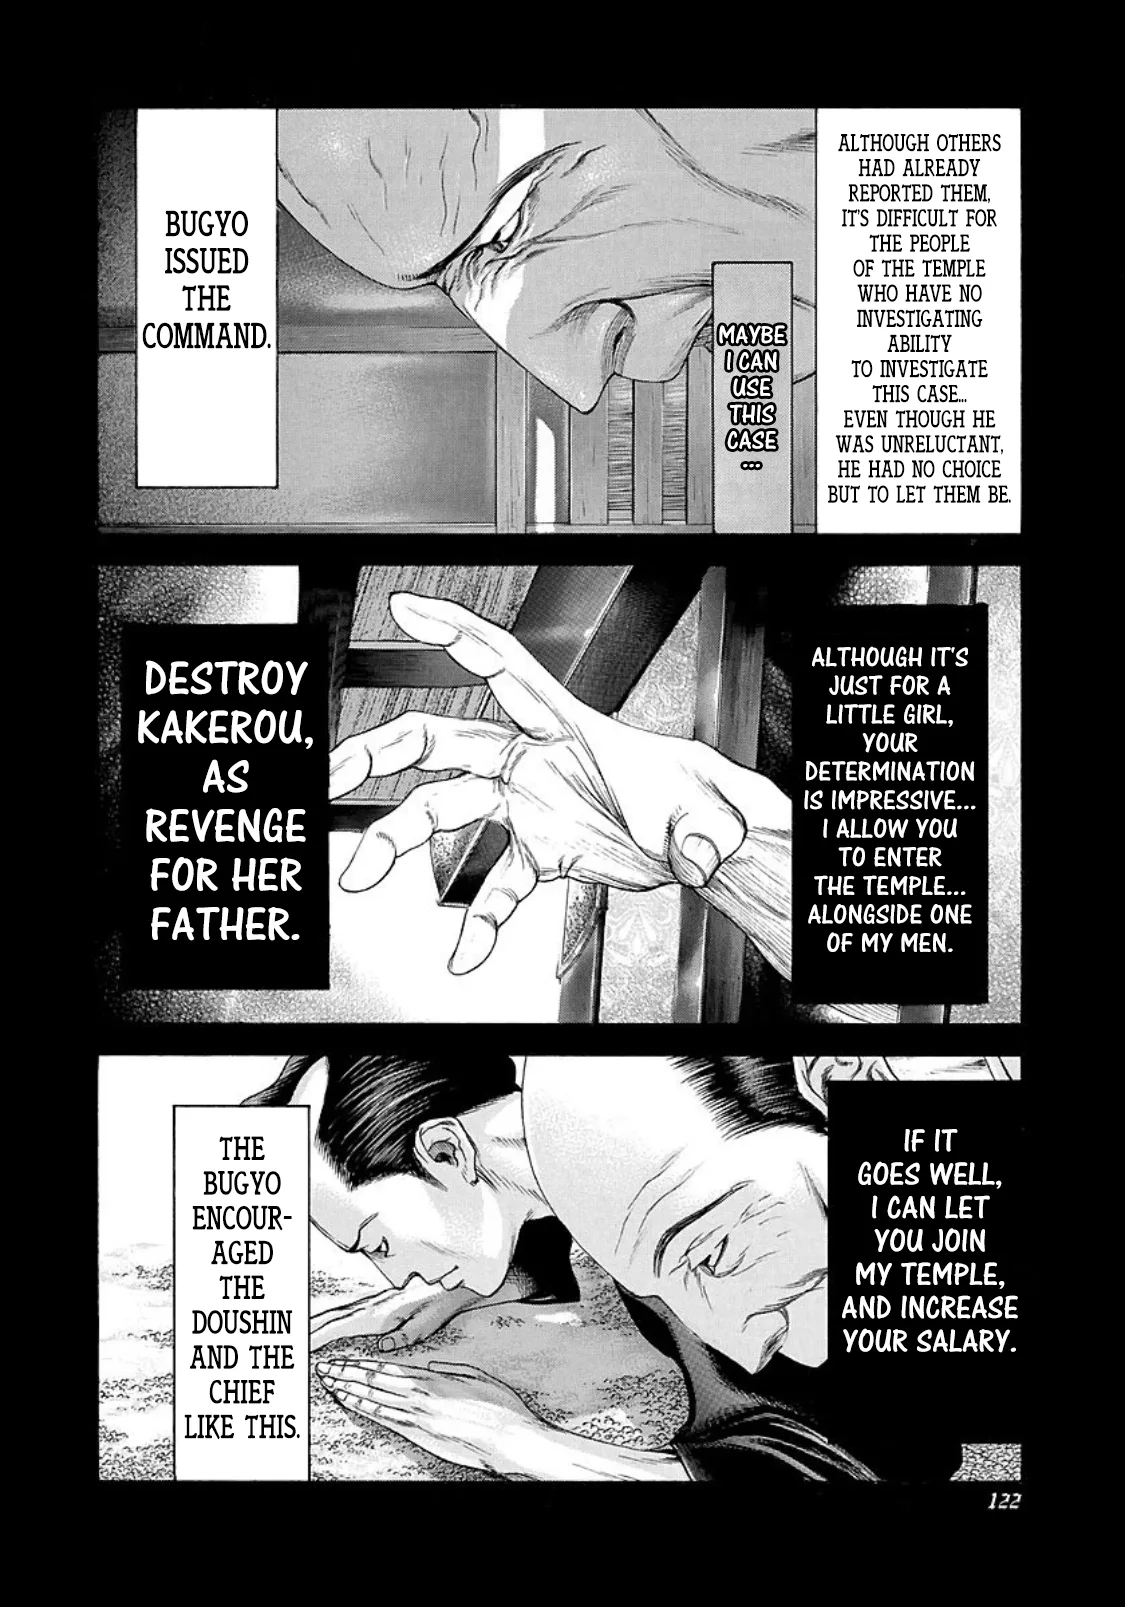 ALTHOUGH OTHERS
HAD ALREADY
REPORTED THEM,
IT'S DIFFICULT FOR
THE PEOPLE
OF THE TEMPLE
WHO HAVE NO
INVESTIGATING
ABILITY
TO INVESTIGATE
THIS CASE...
EVEN THOUGH HE
WAS UNRELUCTANT,
HE HAD NO CHOICE
BUT TO LET THEM BE.
MAYBE
I CAN
USE
THIS
CASE
...
BUGYO
ISSUED
THE
COMMAND.
ALTHOUGH IT'S
JUST FOR A
LITTLE GIRL,
YOUR
DETERMINATION
IS IMPRESSIVE...
I ALLOW YOU
TO ENTER
THE TEMPLE...
ALONGSIDE ONE
OF MY MEN.
DESTROY
KAKEROU,
AS
REVENGE
FOR HER
FATHER.
IF IT
GOES WELL,
I CAN LET
YOU JOIN
MY TEMPLE,
AND INCREASE
YOUR SALARY.
THE
BUGYO
ENCOUR-
AGED
THE
DOUSHIN
AND THE
CHIEF
LIKE THIS.
122